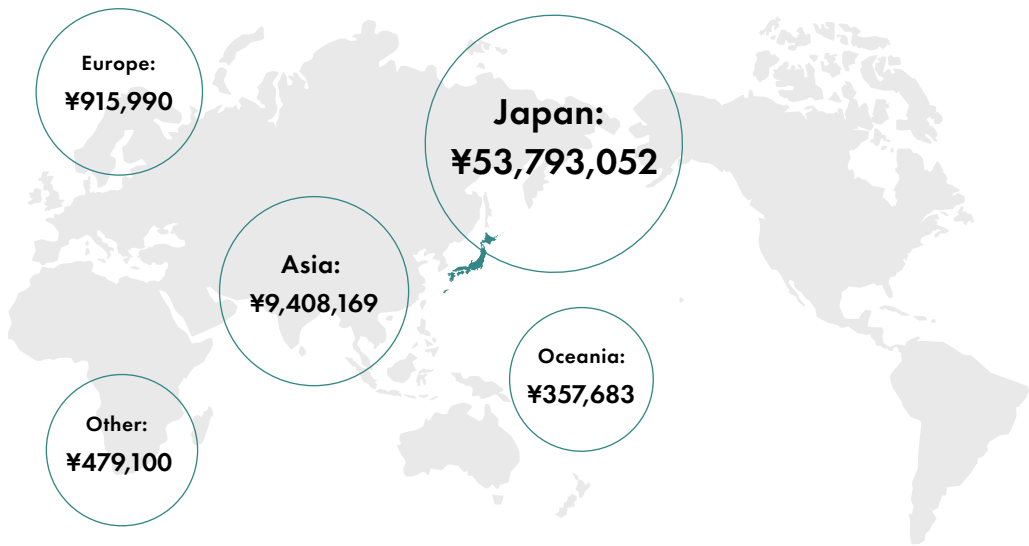 Europe:
¥915,990
Japan:
¥53,793,052
Asia:
¥9,408,169
Oceania:
¥357,683
Other:
¥479,100